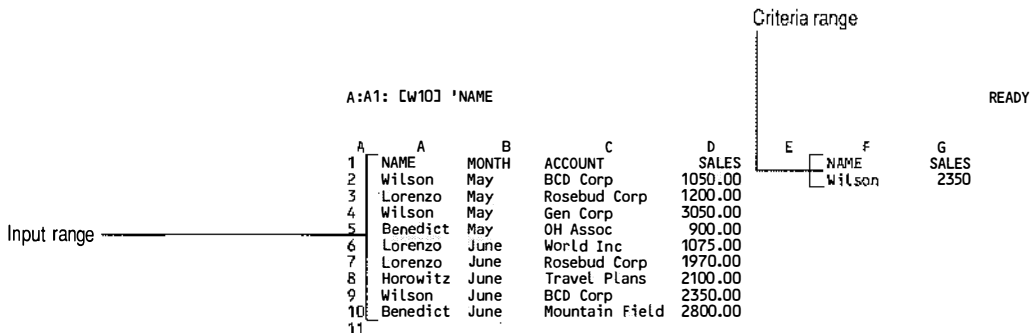 Criteria range
A:A1: [W10] 'NAME READY
A A B C D E F G
1 NAME MONTH ACCOUNT SALES NAME SALES
2 Wilson May BCD Corp 1050.00 Wilson 2350
3 Lorenzo May Rosebud Corp 1200.00
4 Wilson May Gen Corp 3050.00
5 Benedict May OH Assoc 900.00
Input range
6 Lorenzo June World Inc 1075.00
7 Lorenzo June Rosebud Corp 1970.00
8 Horowitz June Travel Plans 2100.00
9 Wilson June BCD Corp 2350.00
10 Benedict June Mountain Field 2800.00
11